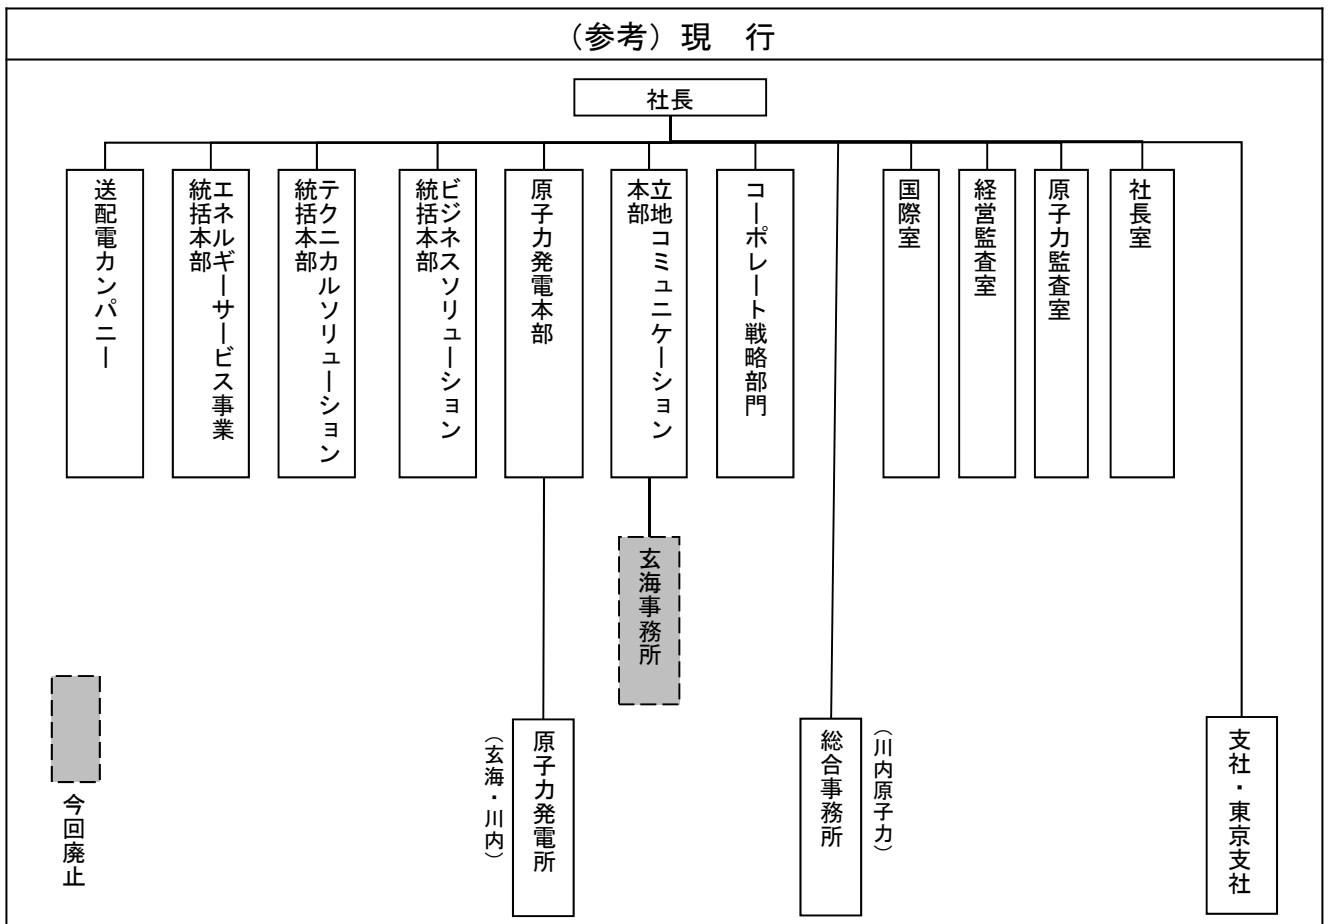 （参考）現　行
社長
送配電カンパニー
エネルギーサービス事業
統括本部
テクニカルソリューション
統括本部
ビジネスソリューション
統括本部
原子力発電本部
立地コミュニケーション
本部
コーポレート戦略部門
国際室
経営監査室
原子力監査室
社長室
玄海事務所
今回廃止
（玄海・川内）
原子力発電所
総合事務所
（川内原子力）
支社・東京支社